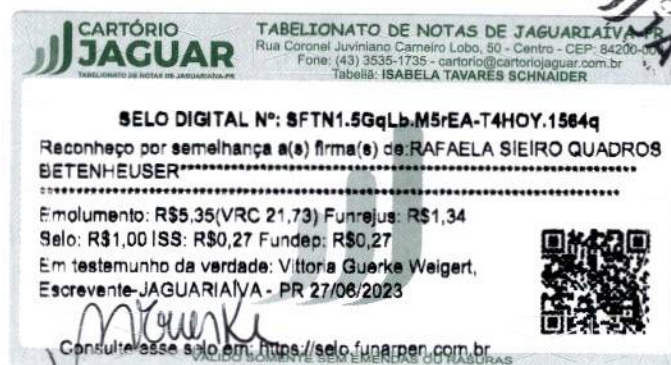 CARTÓRIO
JAGUAR
TABELIONATO DE NOTAS DE JAGUARIAÍVA-PR
TABELIONATO DE NOTAS DE JAGUARIAÍVA-PR
Rua Coronel Juviniano Carneiro Lobo, 50 - Centro - CEP: 84200-00
Fone: (43) 3535-1735 - cartorio@cartoriojaguar.com.br
Tabeliã: ISABELA TAVARES SCHNAIDER
SELO DIGITAL Nº: SFTN1.5GqLb.M5rEA-T4HOY.1564q
Reconheço por semelhança a(s) firma(s) de:RAFAELA SIEIRO QUADROS
BETENHEUSER
Emolumento: R$5,35(VRC 21,73) Funrejus: R$1,34
Selo: R$1,00 ISS: R$0,27 Fundep: R$0,27
Em testemunho da verdade: Vittoria Guerke Weigert,
Escrevente-JAGUARIAÍVA - PR 27/06/2023
Consulte esse selo em: https://selo.funarpen.com.br
VÁLIDO SOMENTE SEM EMENDAS OU RASURAS